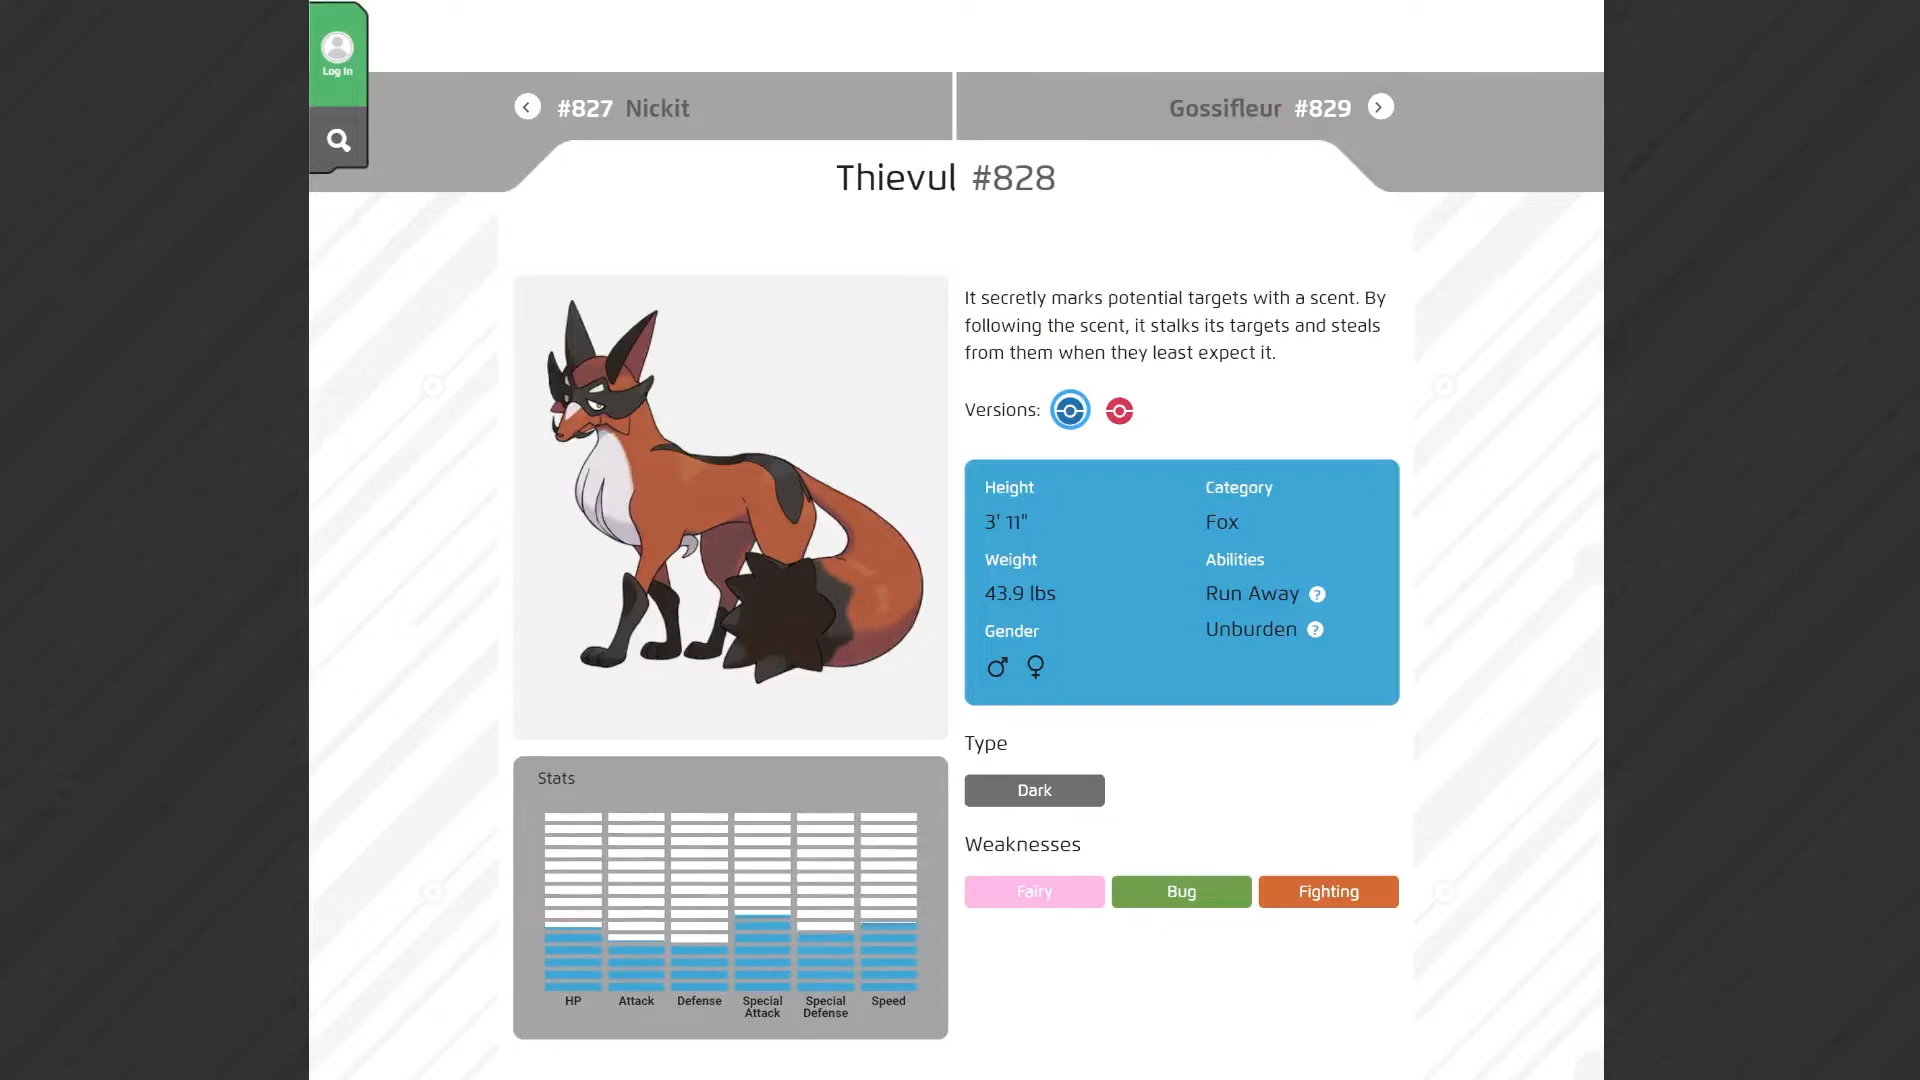 Log In
#827 Nickit
Gossifleur #829
Thievul #828
It secretly marks potential targets with a scent. By
following the scent, it stalks its targets and steals
from them when they least expect it.
Versions:
Height
3' 11"
Category
Fox
Weight
43.9 lbs
Abilities
Run Away ?
Unburden ?
Gender
Type
Dark
Weaknesses
Fairy
Bug
Fighting
Stats
HP
Attack
Defense
Special
Attack
Special
Defense
Speed